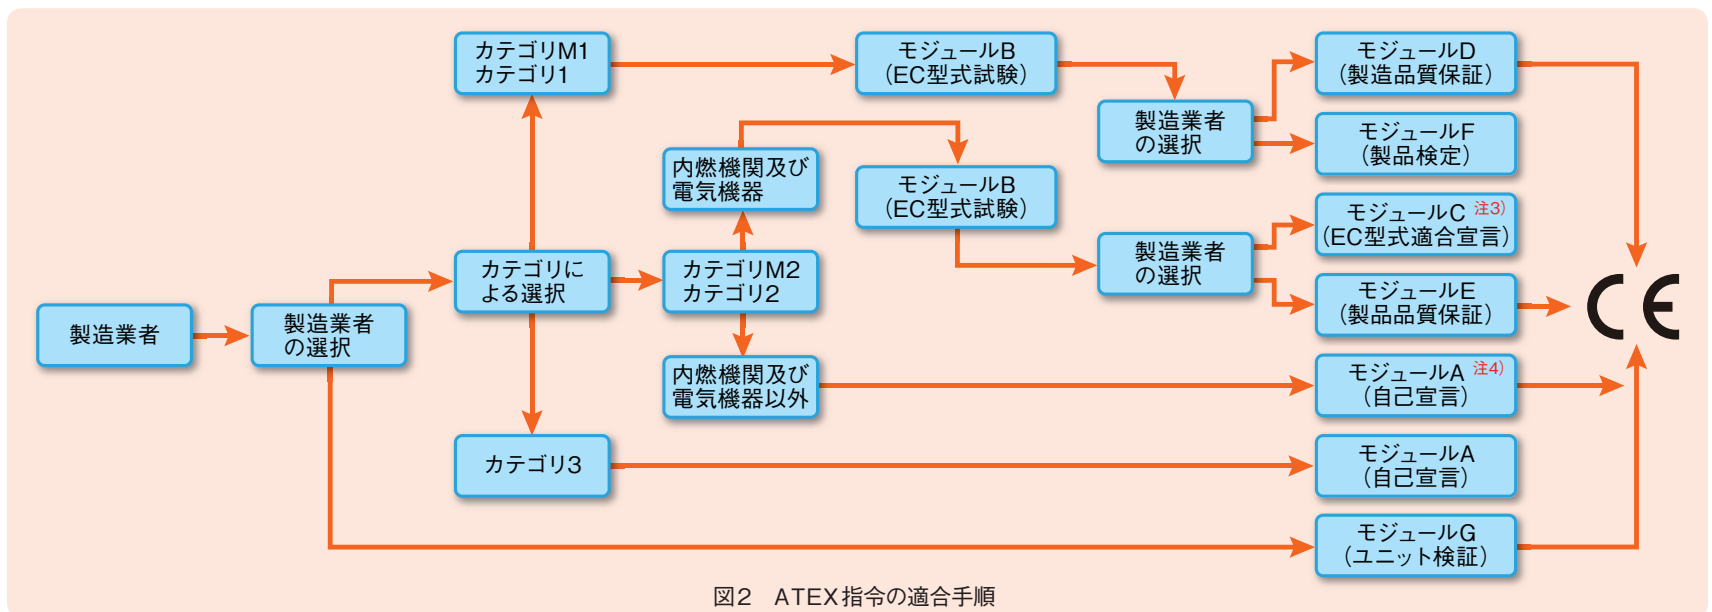 製造業者
製造業者
の選択
カテゴリM1
カテゴリ1
カテゴリに
よる選択
カテゴリ3
内燃機関及び
電気機器
カテゴリM2
カテゴリ2
内燃機関及び
電気機器以外
モジュールB
（EC型式試験）
モジュールB
（EC型式試験）
製造業者
の選択
製造業者
の選択
モジュールD
（製造品質保証）
モジュールF
（製品検定）
モジュールC 注3)
（EC型式適合宣言）
モジュールE
（製品品質保証）
モジュールA 注4)
（自己宣言）
モジュールA
（自己宣言）
モジュールG
（ユニット検証）
CE
図2　ATEX指令の適合手順